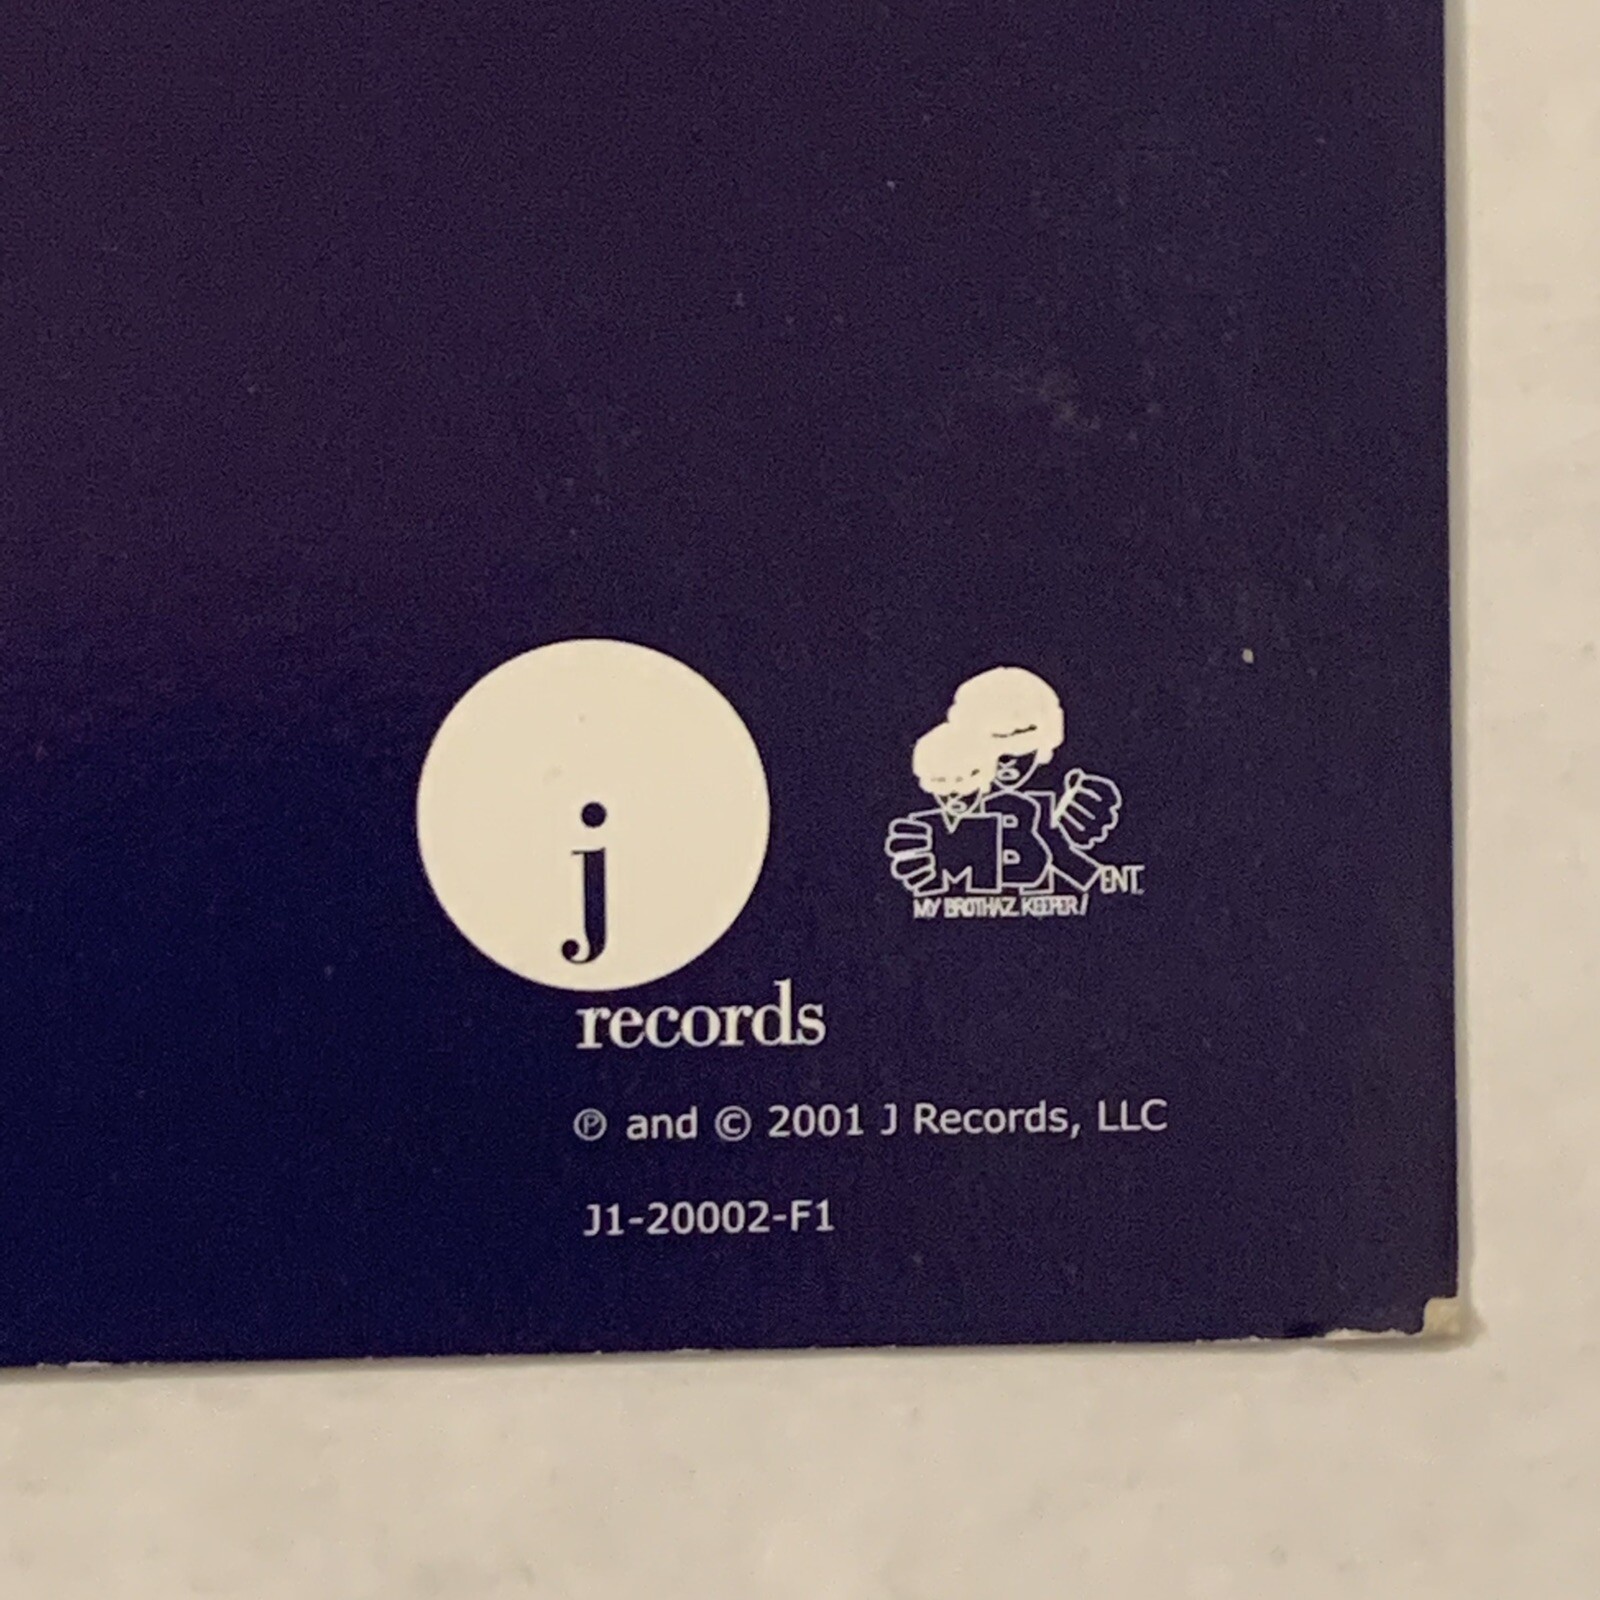 j
records
MBK ENT.
MY BROTHAZ KEEPER!
℗ and © 2001 J Records, LLC
J1-20002-F1